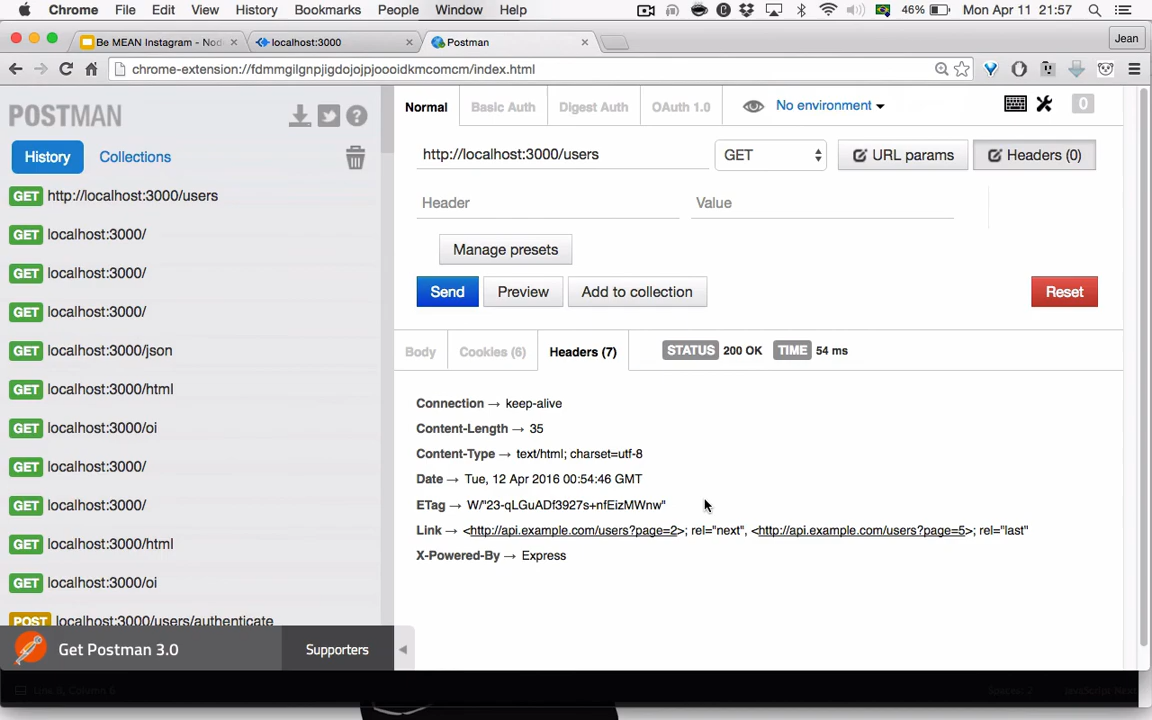 Chrome File Edit View History Bookmarks People Window Help 46% Mon Apr 11 21:57
Be MEAN Instagram - Nod
localhost:3000
Postman
Jean
chrome-extension://fdmmgilgnpjigdojojpjoooidkmcomcm/index.html
POSTMAN
History Collections
GET http://localhost:3000/users
GET localhost:3000/
GET localhost:3000/
GET localhost:3000/
GET localhost:3000/json
GET localhost:3000/html
GET localhost:3000/oi
GET localhost:3000/
GET localhost:3000/
GET localhost:3000/html
GET localhost:3000/oi
POST localhost:3000/users/authenticate
Get Postman 3.0 Supporters
Normal Basic Auth Digest Auth OAuth 1.0 No environment 0
http://localhost:3000/users GET URL params Headers (0)
Header Value
Manage presets
Send Preview Add to collection Reset
Body Cookies (6) Headers (7) STATUS 200 OK TIME 54 ms
Connection → keep-alive
Content-Length → 35
Content-Type → text/html; charset=utf-8
Date → Tue, 12 Apr 2016 00:54:46 GMT
ETag → W/"23-qLGuADf3927s+nfEizMWnw"
Link → <http://api.example.com/users?page=2>; rel="next", <http://api.example.com/users?page=5>; rel="last"
X-Powered-By → Express